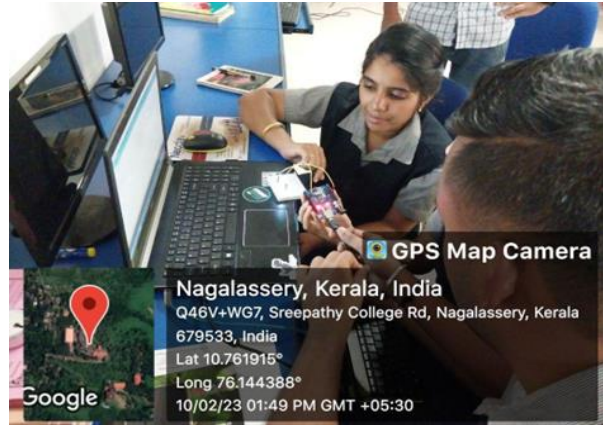 GPS Map Camera
Nagalassery, Kerala, India
Q46V+WG7, Sreepathy College Rd, Nagalassery, Kerala
679533, India
Lat 10.761915°
Long 76.144388°
10/02/23 01:49 PM GMT +05:30
Google